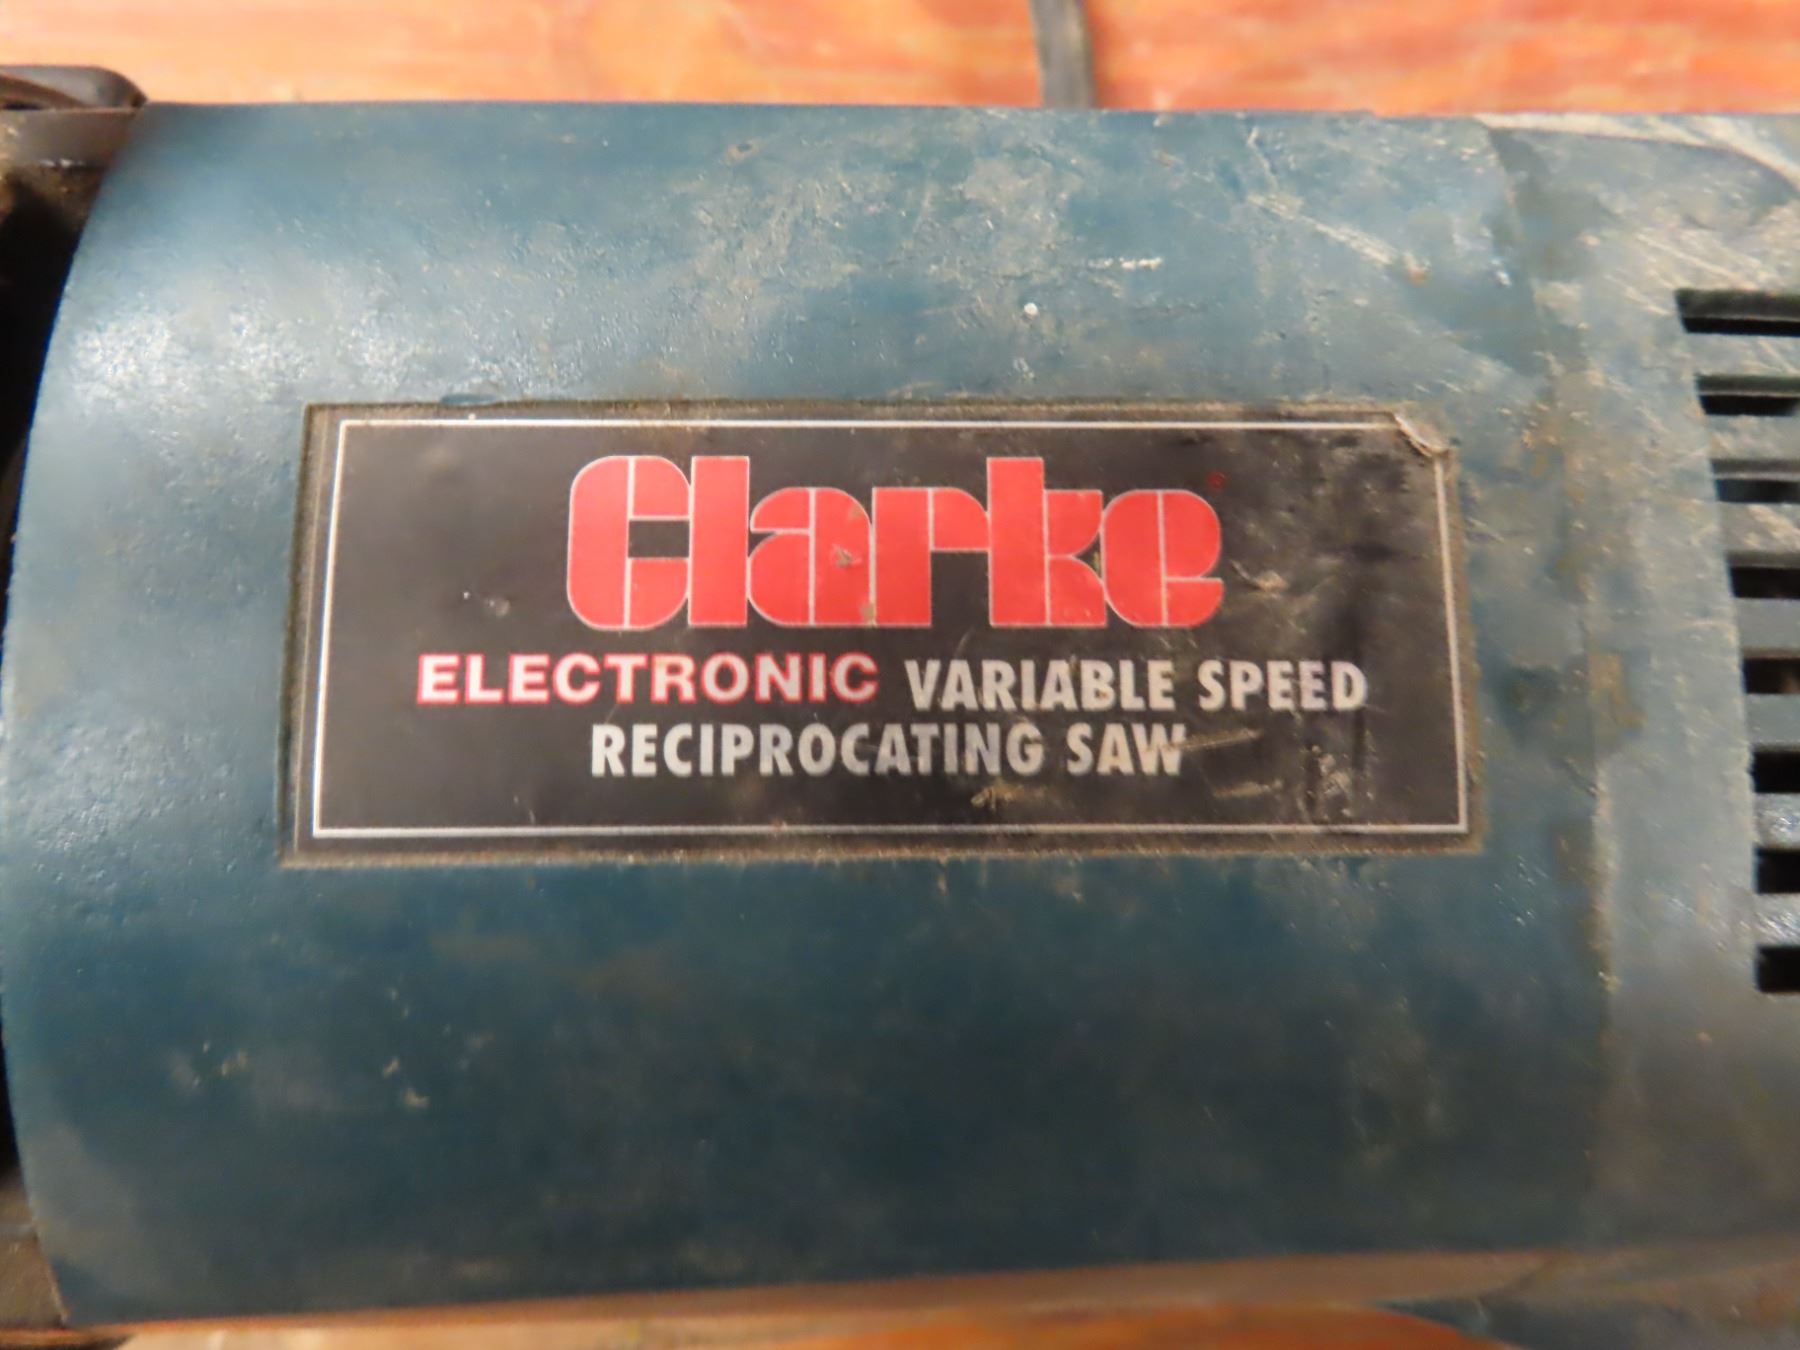 Clarke
ELECTRONIC VARIABLE SPEED
RECIPROCATING SAW